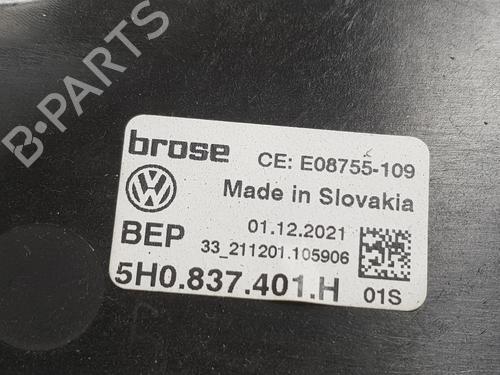 brose
CE: E08755-109
Made in Slovakia
BEP
01.12.2021
33_211201.105906
5H0.837.401.H
01S
B-PARTS